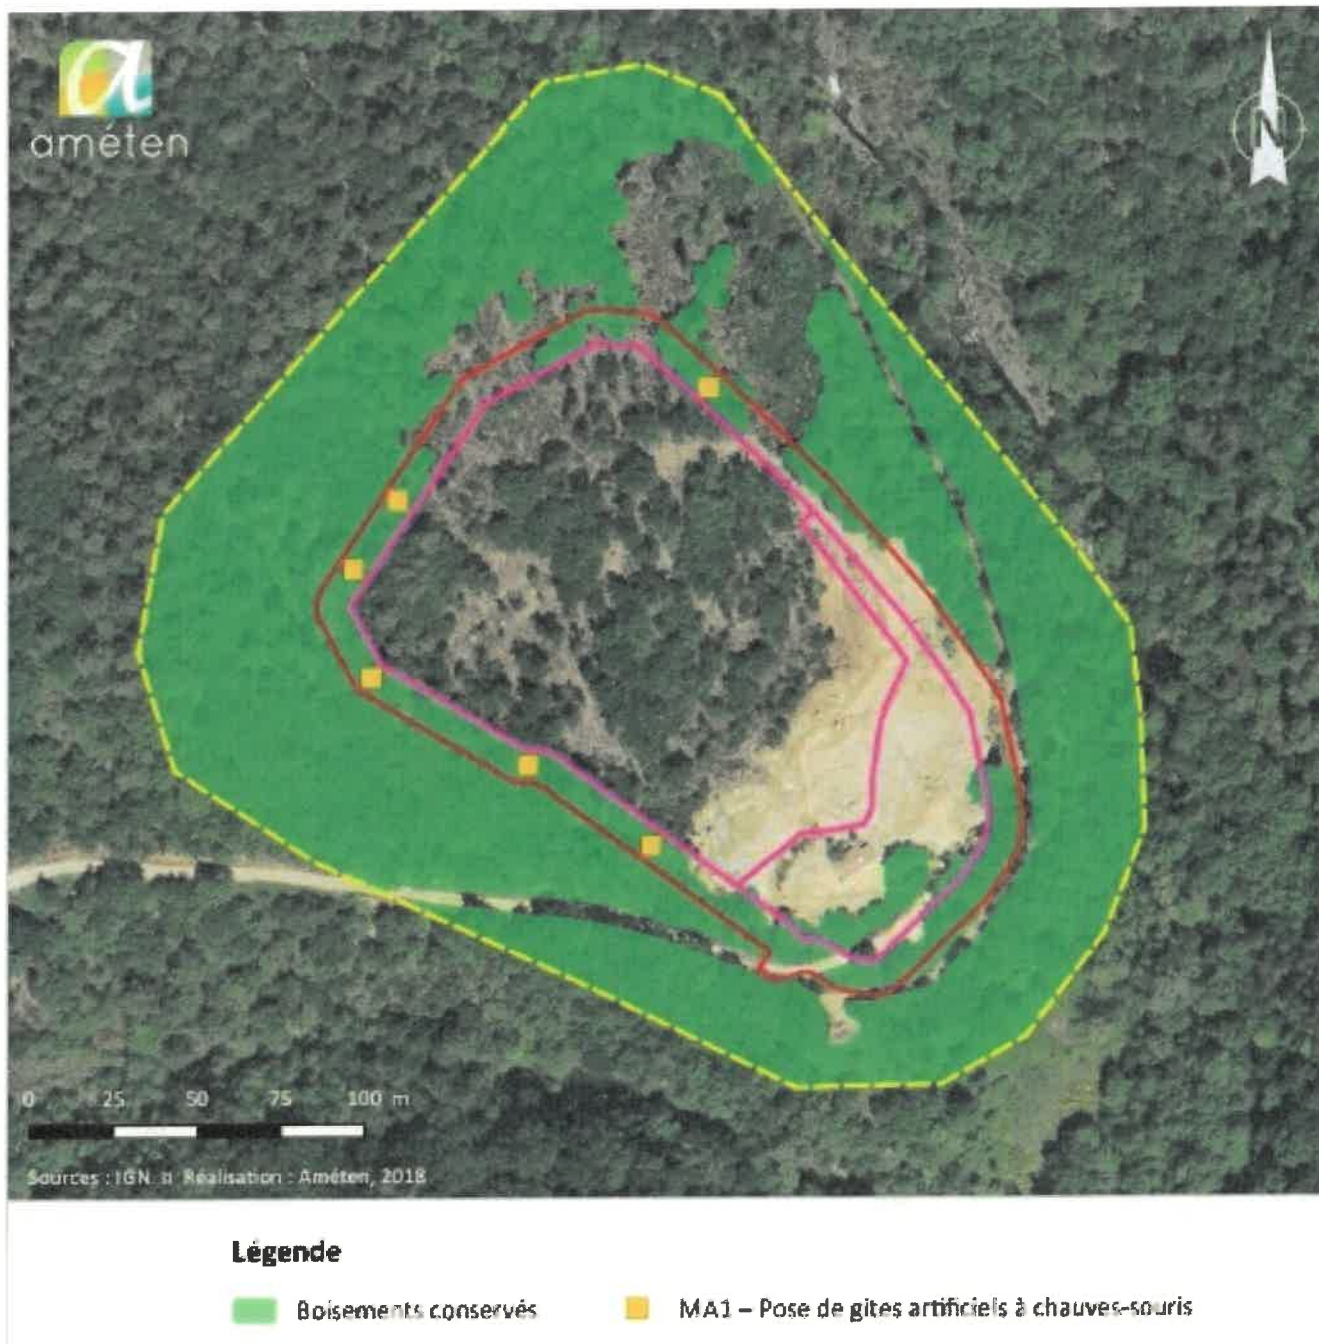 améten
N
0 25 50 75 100 m
Sources : IGN ¤ Réalisation : Améten, 2018
Légende
Boisements conservés
MA1 – Pose de gites artificiels à chauves-souris